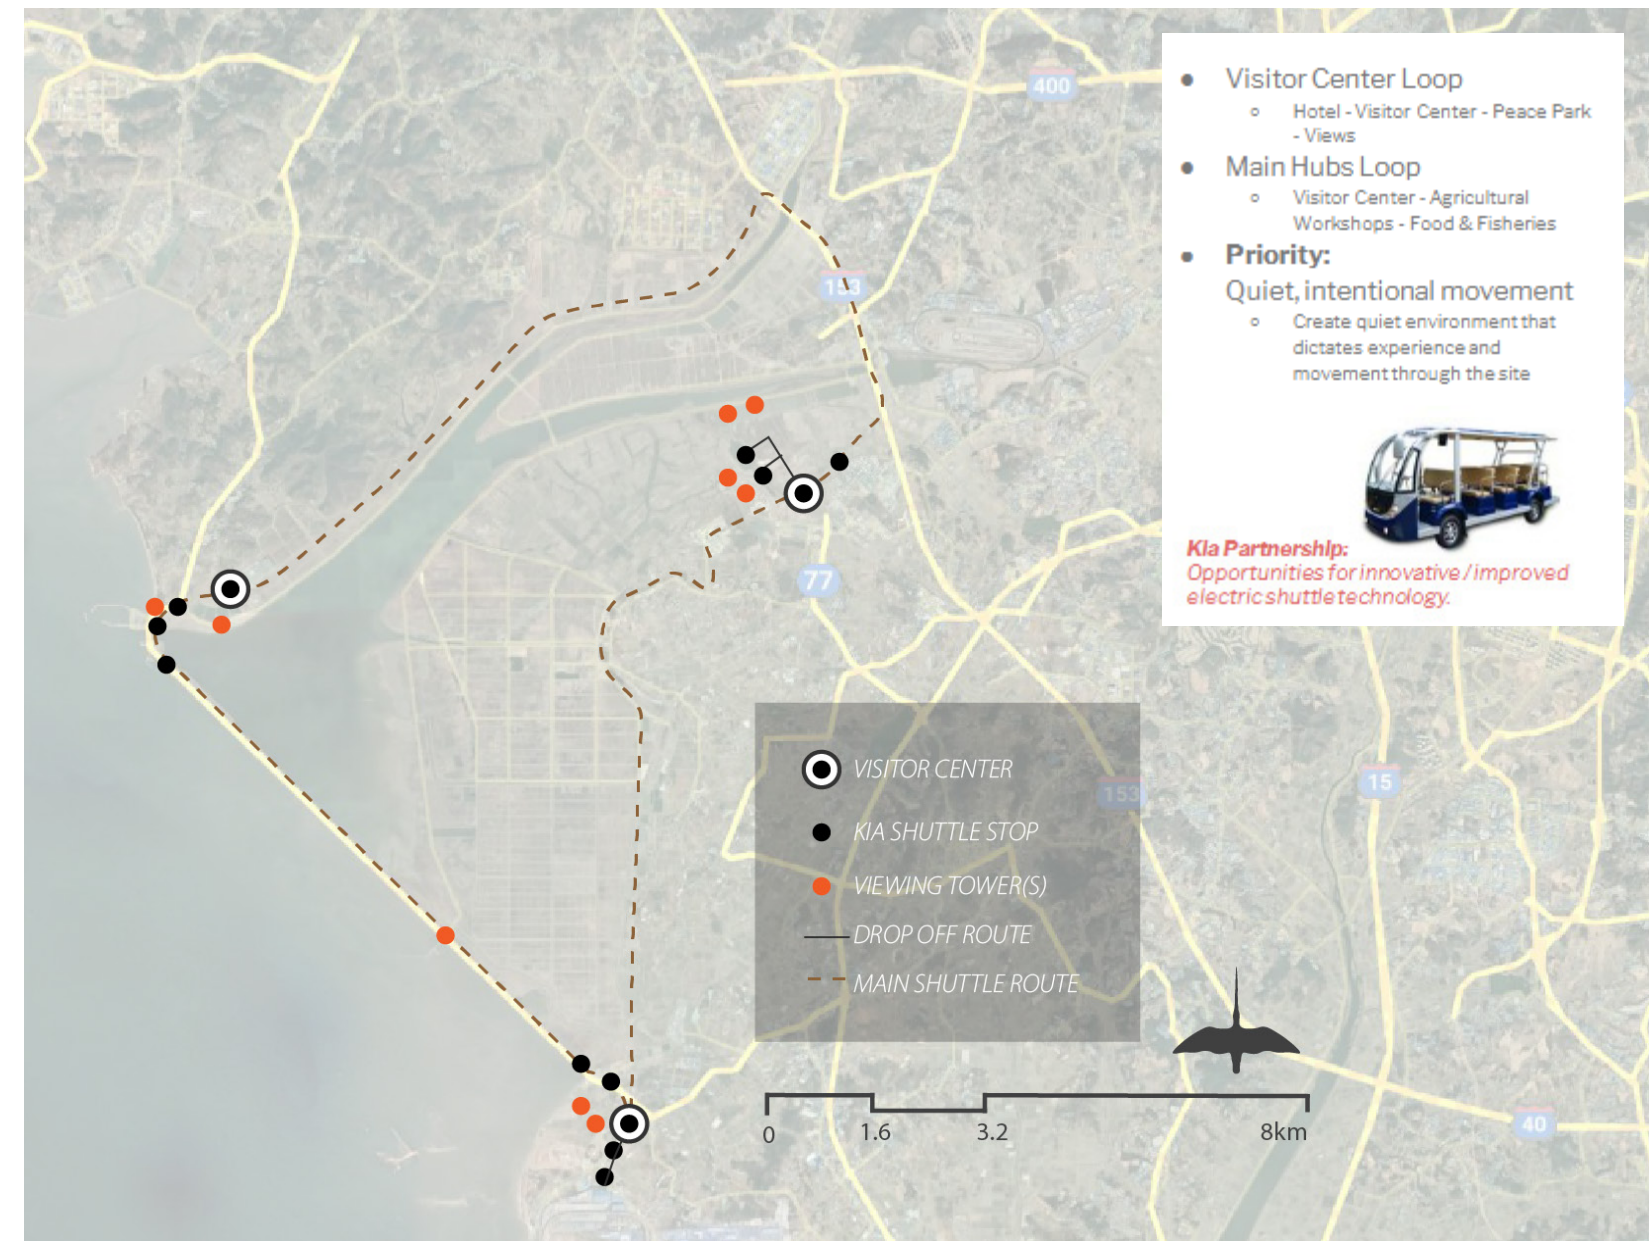 400
● Visitor Center Loop
○ Hotel - Visitor Center - Peace Park
- Views
● Main Hubs Loop
○ Visitor Center - Agricultural
Workshops - Food & Fisheries
● Priority:
Quiet, intentional movement
○ Create quiet environment that
dictates experience and
movement through the site
Kia Partnership:
Opportunities for innovative / improved
electric shuttle technology.
153
77
VISITOR CENTER
KIA SHUTTLE STOP
VIEWING TOWER(S)
DROP OFF ROUTE
MAIN SHUTTLE ROUTE
153
15
40
0 1.6 3.2 8km